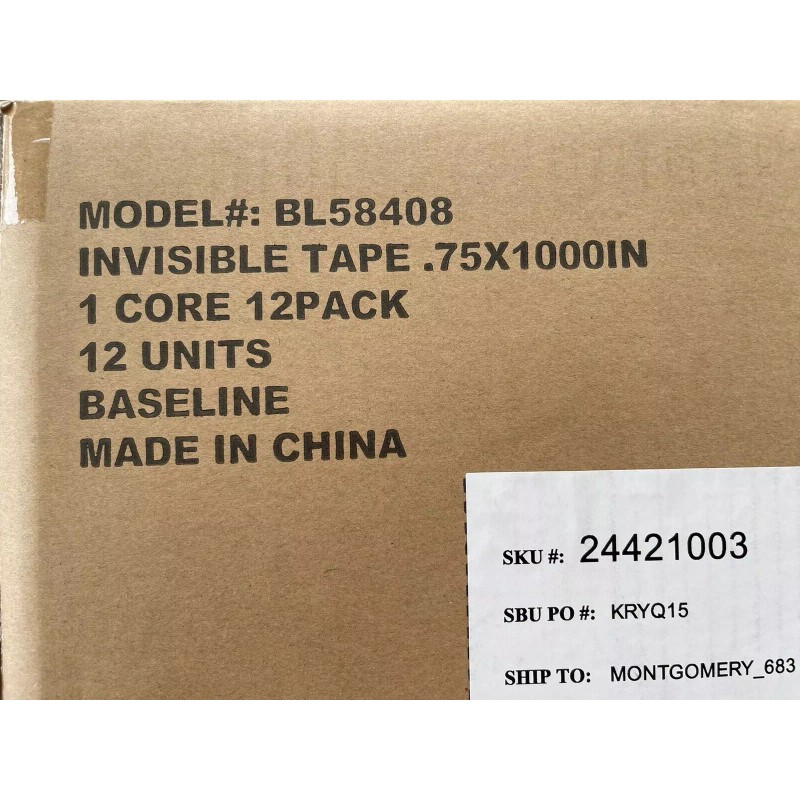 MODEL#: BL58408
INVISIBLE TAPE .75X1000IN
1 CORE 12PACK
12 UNITS
BASELINE
MADE IN CHINA
SKU #: 24421003
SBU PO #: KRYQ15
SHIP TO: MONTGOMERY_683